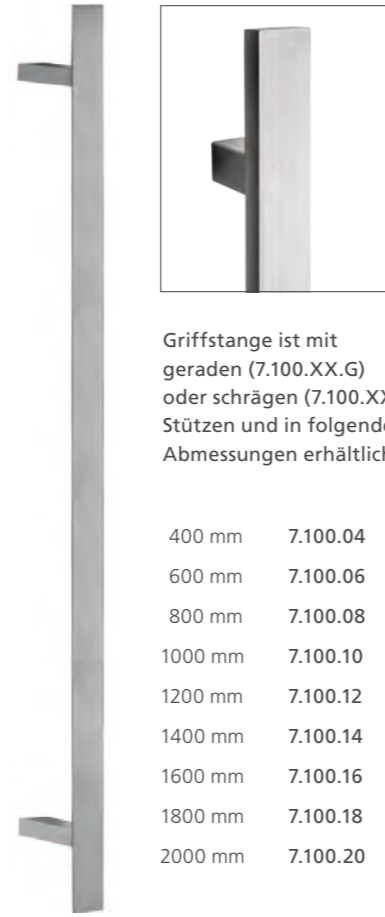 Griffstange ist mit
geraden (7.100.XX.G)
oder schrägen (7.100.XX
Stützen und in folgende
Abmessungen erhältlich
400 mm 7.100.04
600 mm 7.100.06
800 mm 7.100.08
1000 mm 7.100.10
1200 mm 7.100.12
1400 mm 7.100.14
1600 mm 7.100.16
1800 mm 7.100.18
2000 mm 7.100.20